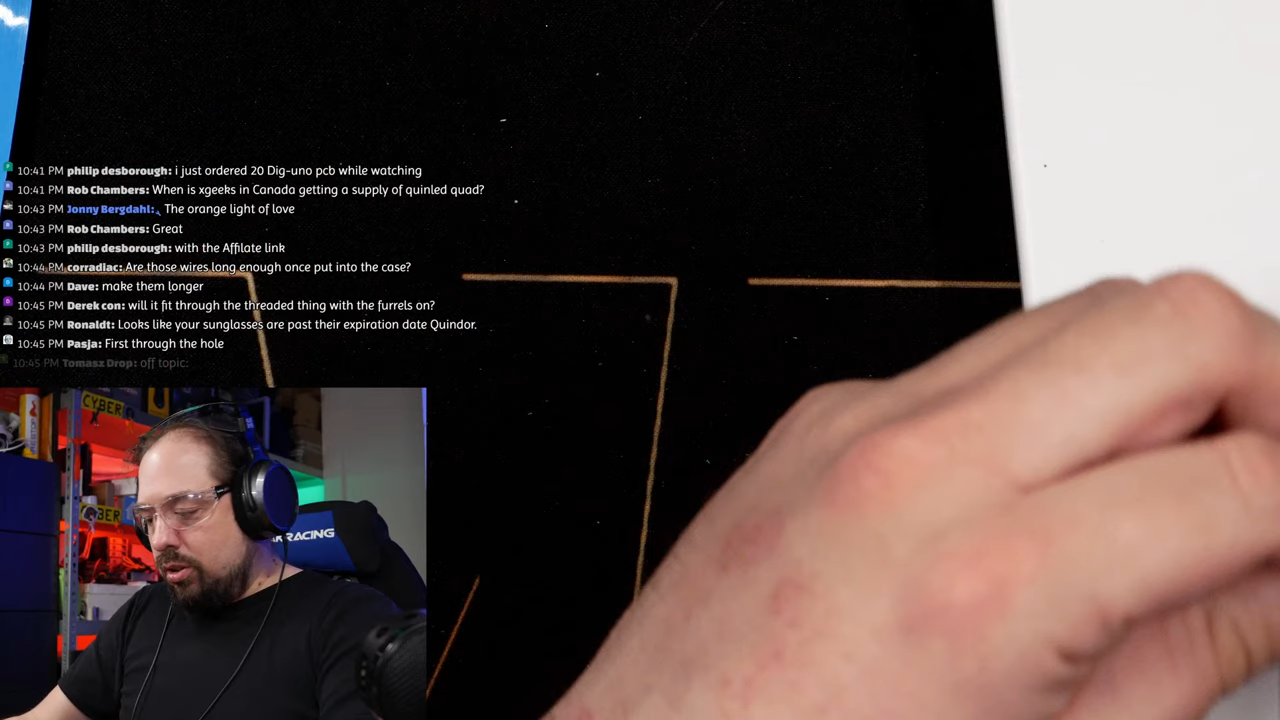 10:41 PM philip desborough: i just ordered 20 Dig-uno pcb while watching
10:41 PM Rob Chambers: When is xgeeks in Canada getting a supply of quinled quad?
10:43 PM Jonny Bergdahl: The orange light of love
10:43 PM Rob Chambers: Great
10:43 PM philip desborough: with the Affilate link
10:44 PM corradiac: Are those wires long enough once put into the case?
10:44 PM Dave: make them longer
10:45 PM Derek con: will it fit through the threaded thing with the furrels on?
10:45 PM Ronaldt: Looks like your sunglasses are past their expiration date Quindor.
10:45 PM Pasja: First through the hole
10:45 PM Tomasz Drop: off topic:
CYBER
BER
RACING